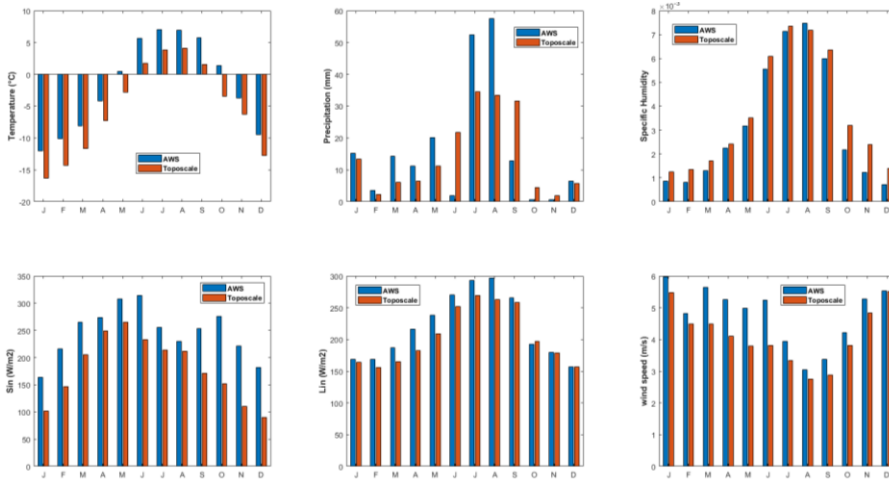 10
5
0
-5
-10
-15
-20
Temperature (°C)
AWS
Toposcale
J F M A M J J A S O N D
60
50
40
30
20
10
0
Precipitation (mm)
AWS
Toposcale
J F M A M J J A S O N D
× 10⁻³
8
7
6
5
4
3
2
1
0
Specific Humidity
AWS
Toposcale
J F M A M J J A S O N D
350
300
250
200
150
100
50
0
Sin (W/m2)
AWS
Toposcale
J F M A M J J A S O N D
300
250
200
150
100
50
0
Lin (W/m2)
AWS
Toposcale
J F M A M J J A S O N D
6
5
4
3
2
1
0
wind speed (m/s)
AWS
Toposcale
J F M A M J J A S O N D